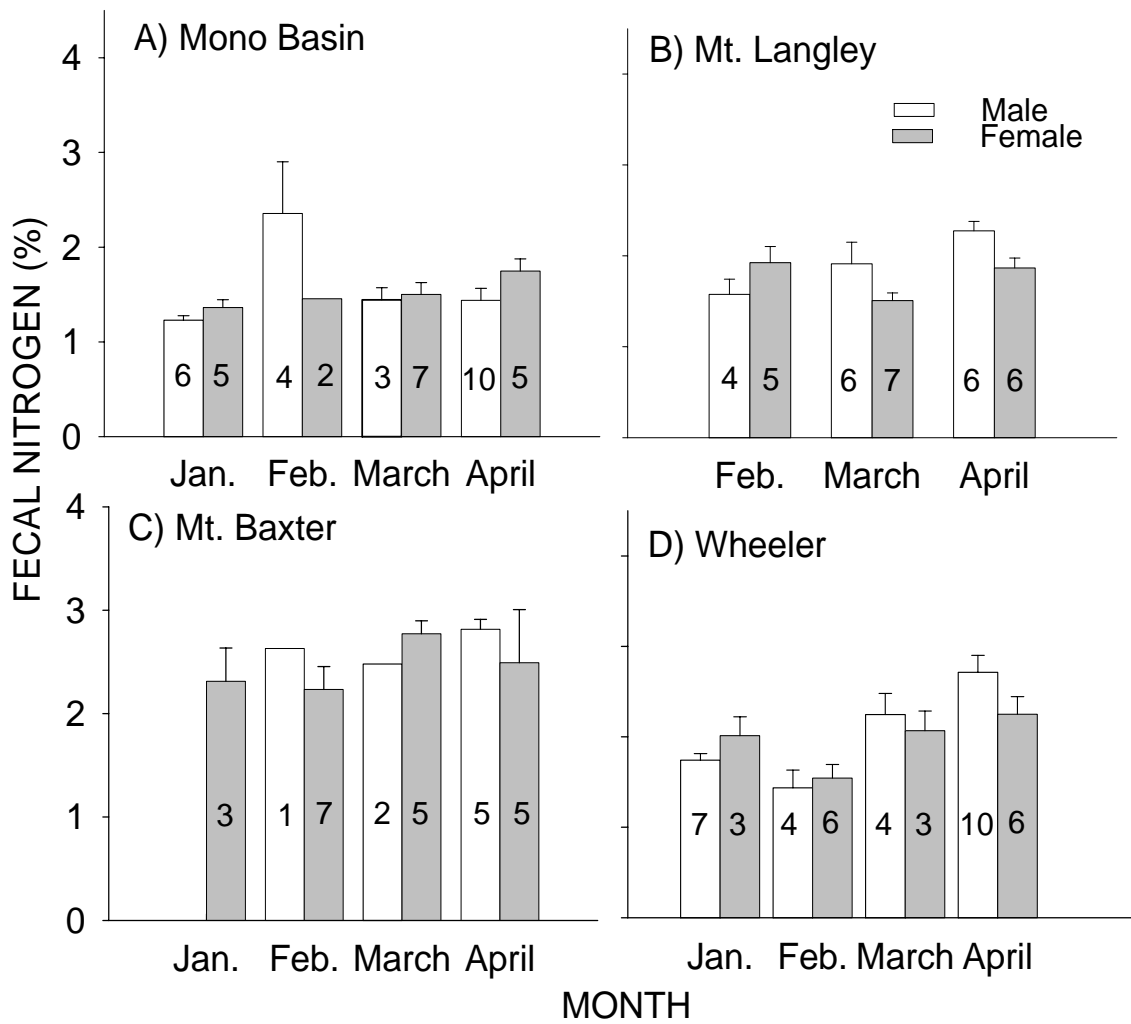 FECAL NITROGEN (%)
A) Mono Basin
4
3
2
1
0
6 5 4 2 3 7 10 5
Jan. Feb. March April
B) Mt. Langley
Male
Female
4 5 6 7 6 6
Feb. March April
C) Mt. Baxter
4
3
2
1
0
3 1 7 2 5 5 5
Jan. Feb. March April
D) Wheeler
7 3 4 6 4 3 10 6
Jan. Feb. March April
MONTH